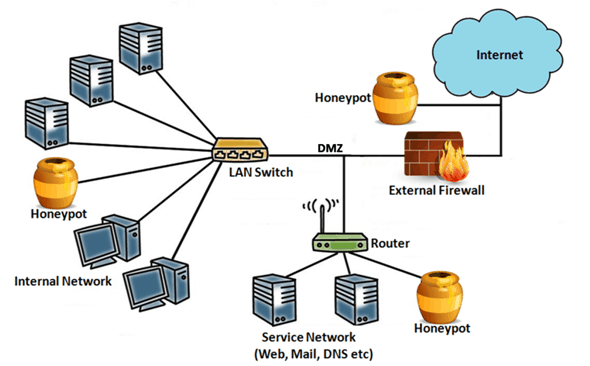 Internet
Honeypot
DMZ
LAN Switch
External Firewall
Honeypot
Router
Internal Network
Service Network
(Web, Mail, DNS etc)
Honeypot